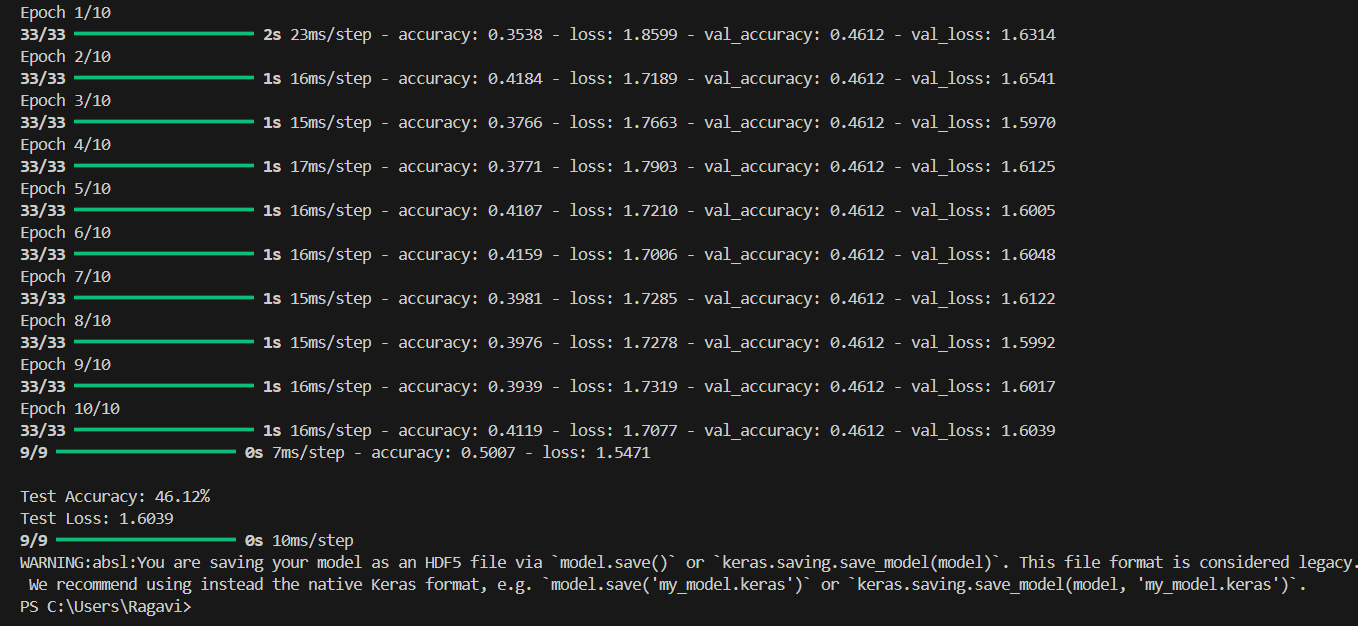 Epoch 1/10
33/33 2s 23ms/step - accuracy: 0.3538 - loss: 1.8599 - val_accuracy: 0.4612 - val_loss: 1.6314
Epoch 2/10
33/33 1s 16ms/step - accuracy: 0.4184 - loss: 1.7189 - val_accuracy: 0.4612 - val_loss: 1.6541
Epoch 3/10
33/33 1s 15ms/step - accuracy: 0.3766 - loss: 1.7663 - val_accuracy: 0.4612 - val_loss: 1.5970
Epoch 4/10
33/33 1s 17ms/step - accuracy: 0.3771 - loss: 1.7903 - val_accuracy: 0.4612 - val_loss: 1.6125
Epoch 5/10
33/33 1s 16ms/step - accuracy: 0.4107 - loss: 1.7210 - val_accuracy: 0.4612 - val_loss: 1.6005
Epoch 6/10
33/33 1s 16ms/step - accuracy: 0.4159 - loss: 1.7006 - val_accuracy: 0.4612 - val_loss: 1.6048
Epoch 7/10
33/33 1s 15ms/step - accuracy: 0.3981 - loss: 1.7285 - val_accuracy: 0.4612 - val_loss: 1.6122
Epoch 8/10
33/33 1s 15ms/step - accuracy: 0.3976 - loss: 1.7278 - val_accuracy: 0.4612 - val_loss: 1.5992
Epoch 9/10
33/33 1s 16ms/step - accuracy: 0.3939 - loss: 1.7319 - val_accuracy: 0.4612 - val_loss: 1.6017
Epoch 10/10
33/33 1s 16ms/step - accuracy: 0.4119 - loss: 1.7077 - val_accuracy: 0.4612 - val_loss: 1.6039
9/9 0s 7ms/step - accuracy: 0.5007 - loss: 1.5471
Test Accuracy: 46.12%
Test Loss: 1.6039
9/9 0s 10ms/step
WARNING:absl:You are saving your model as an HDF5 file via `model.save()` or `keras.saving.save_model(model)`. This file format is considered legacy.
We recommend using instead the native Keras format, e.g. `model.save('my_model.keras')` or `keras.saving.save_model(model, 'my_model.keras')`.
PS C:\Users\Ragavi>